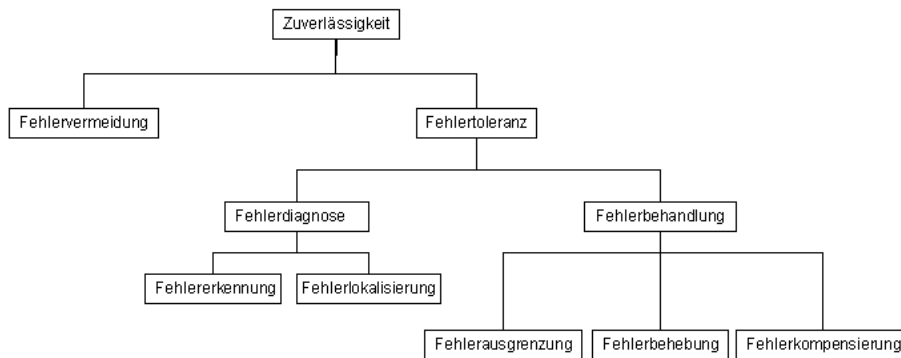 Zuverlässigkeit
Fehlervermeidung
Fehlertoleranz
Fehlerdiagnose
Fehlerbehandlung
Fehlererkennung
Fehlerlokalisierung
Fehlerausgrenzung
Fehlerbehebung
Fehlerkompensierung